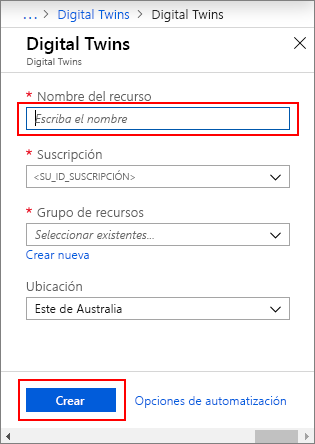 ... > Digital Twins > Digital Twins
Digital Twins
Digital Twins
* Nombre del recurso
Escriba el nombre
* Suscripción
<SU_ID_SUSCRIPCIÓN>
* Grupo de recursos
Seleccionar existentes...
Crear nueva
Ubicación
Este de Australia
Crear Opciones de automatización